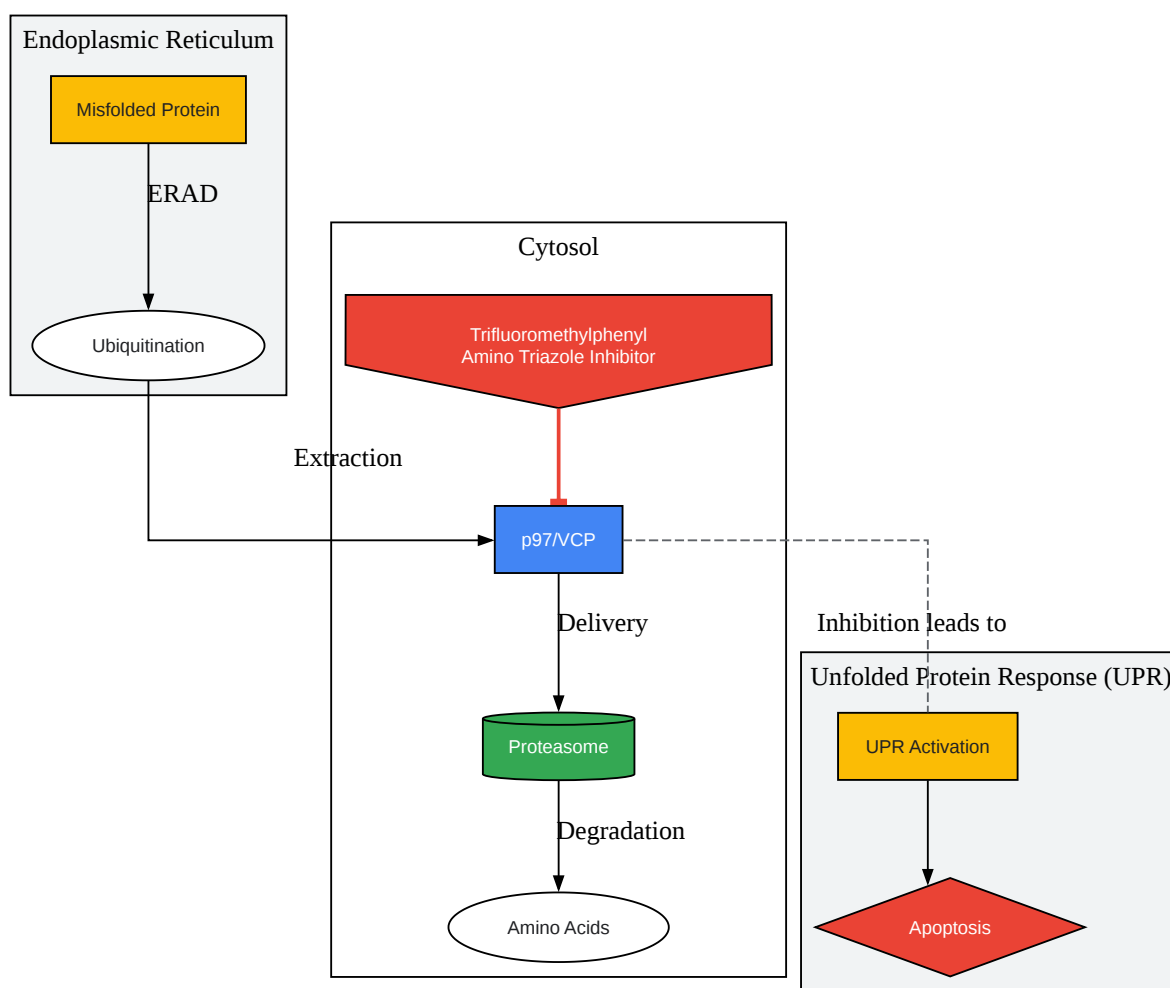 Endoplasmic Reticulum
Misfolded Protein
ERAD
Ubiquitination
Cytosol
Trifluoromethylphenyl
Amino Triazole Inhibitor
Extraction
p97/VCP
Delivery
Inhibition leads to
Unfolded Protein Response (UPR)
Proteasome
UPR Activation
Degradation
Amino Acids
Apoptosis